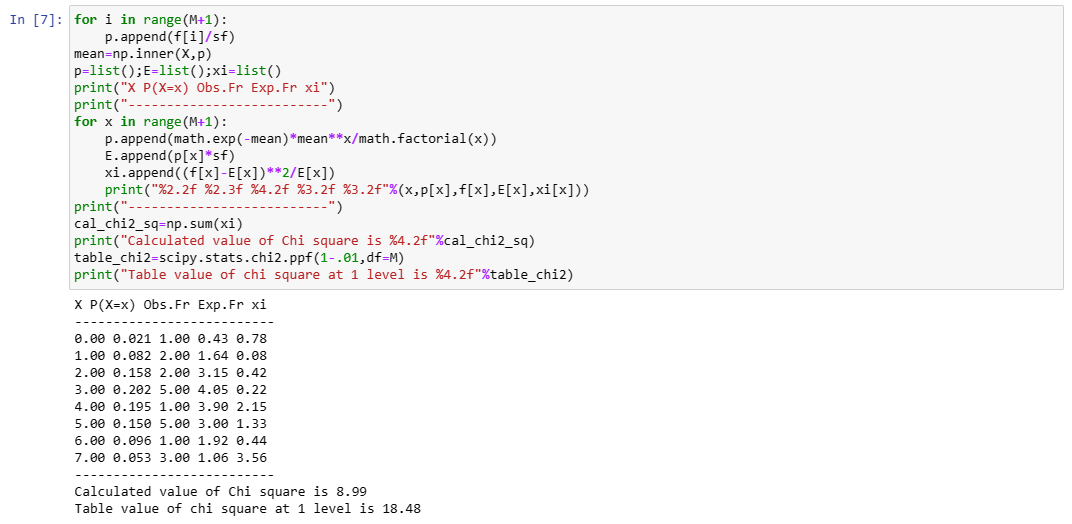 In [7]: for i in range(M+1):
    p.append(f[i]/sf)
mean=np.inner(X,p)
p=list();E=list();xi=list()
print("X P(X=x) Obs.Fr Exp.Fr xi")
print("--------------------------")
for x in range(M+1):
    p.append(math.exp(-mean)*mean**x/math.factorial(x))
    E.append(p[x]*sf)
    xi.append((f[x]-E[x])**2/E[x])
    print("%2.2f %2.3f %4.2f %3.2f %3.2f"%(x,p[x],f[x],E[x],xi[x]))
print("--------------------------")
cal_chi2_sq=np.sum(xi)
print("Calculated value of Chi square is %4.2f"%cal_chi2_sq)
table_chi2=scipy.stats.chi2.ppf(1-.01,df=M)
print("Table value of chi square at 1 level is %4.2f"%table_chi2)
X P(X=x) Obs.Fr Exp.Fr xi
--------------------------
0.00 0.021 1.00 0.43 0.78
1.00 0.082 2.00 1.64 0.08
2.00 0.158 2.00 3.15 0.42
3.00 0.202 5.00 4.05 0.22
4.00 0.195 1.00 3.90 2.15
5.00 0.150 5.00 3.00 1.33
6.00 0.096 1.00 1.92 0.44
7.00 0.053 3.00 1.06 3.56
--------------------------
Calculated value of Chi square is 8.99
Table value of chi square at 1 level is 18.48